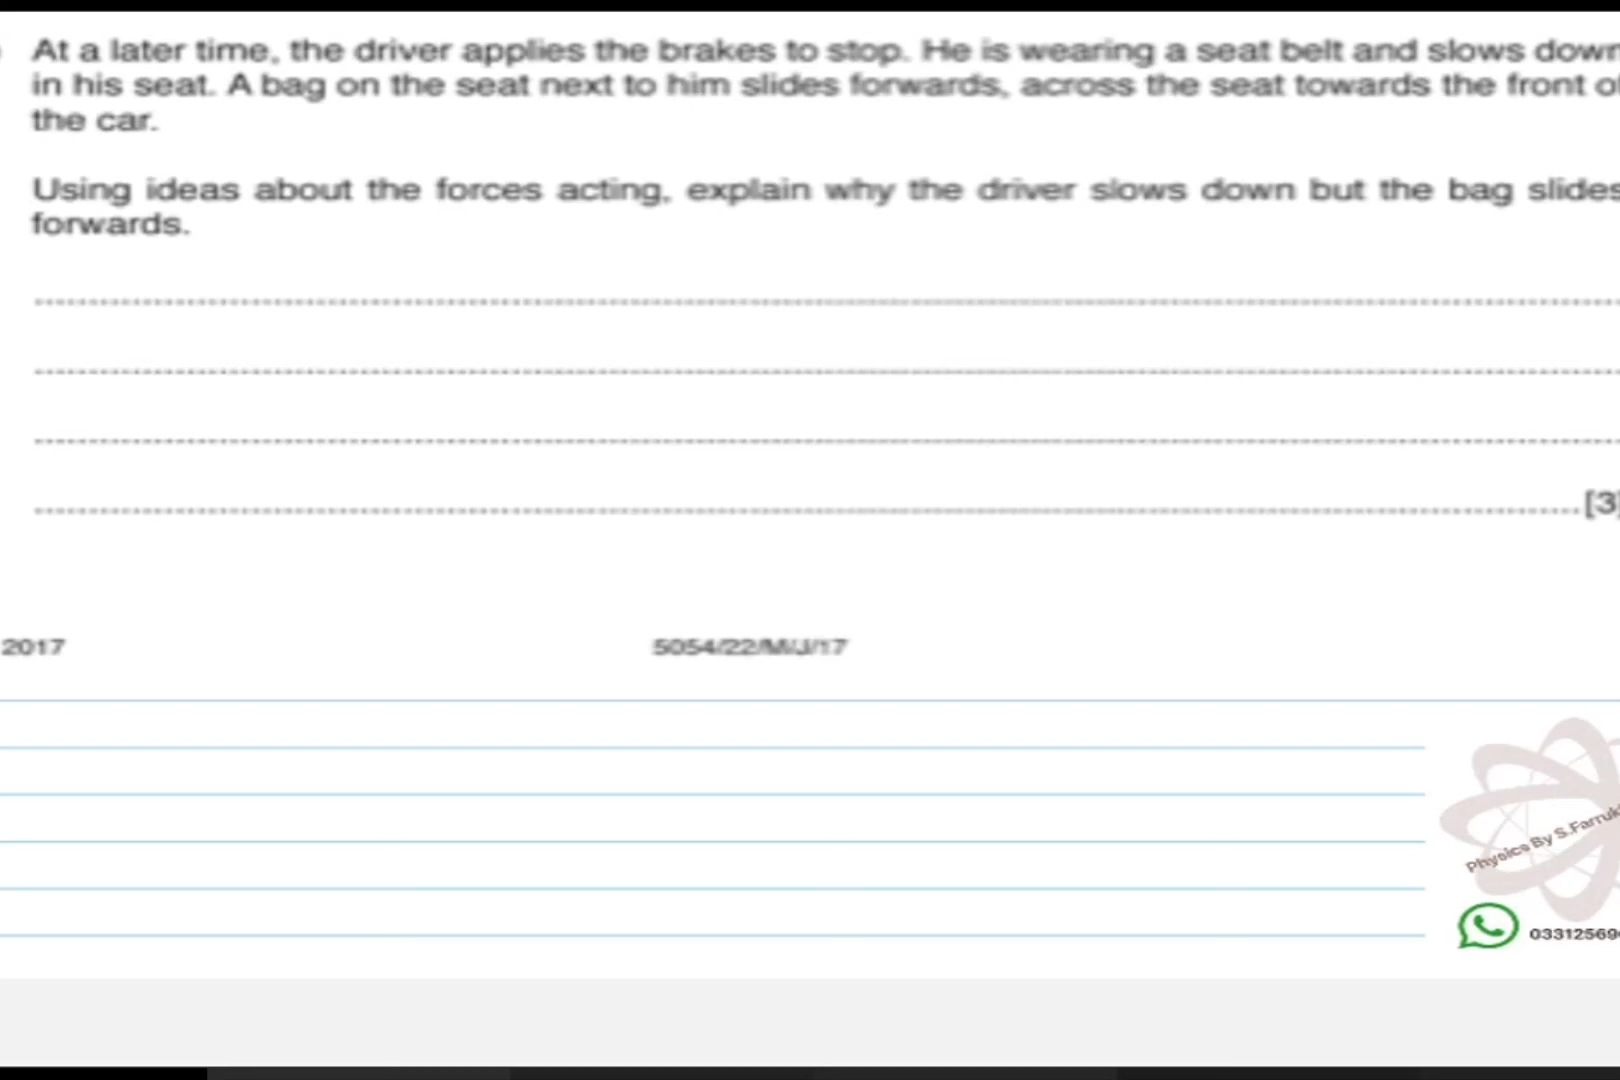 At a later time, the driver applies the brakes to stop. He is wearing a seat belt and slows down
in his seat. A bag on the seat next to him slides forwards, across the seat towards the front of
the car.
Using ideas about the forces acting, explain why the driver slows down but the bag slides
forwards.
[3]
2017
5054/22/M/J/17
Physics By S.Farruk
03312569